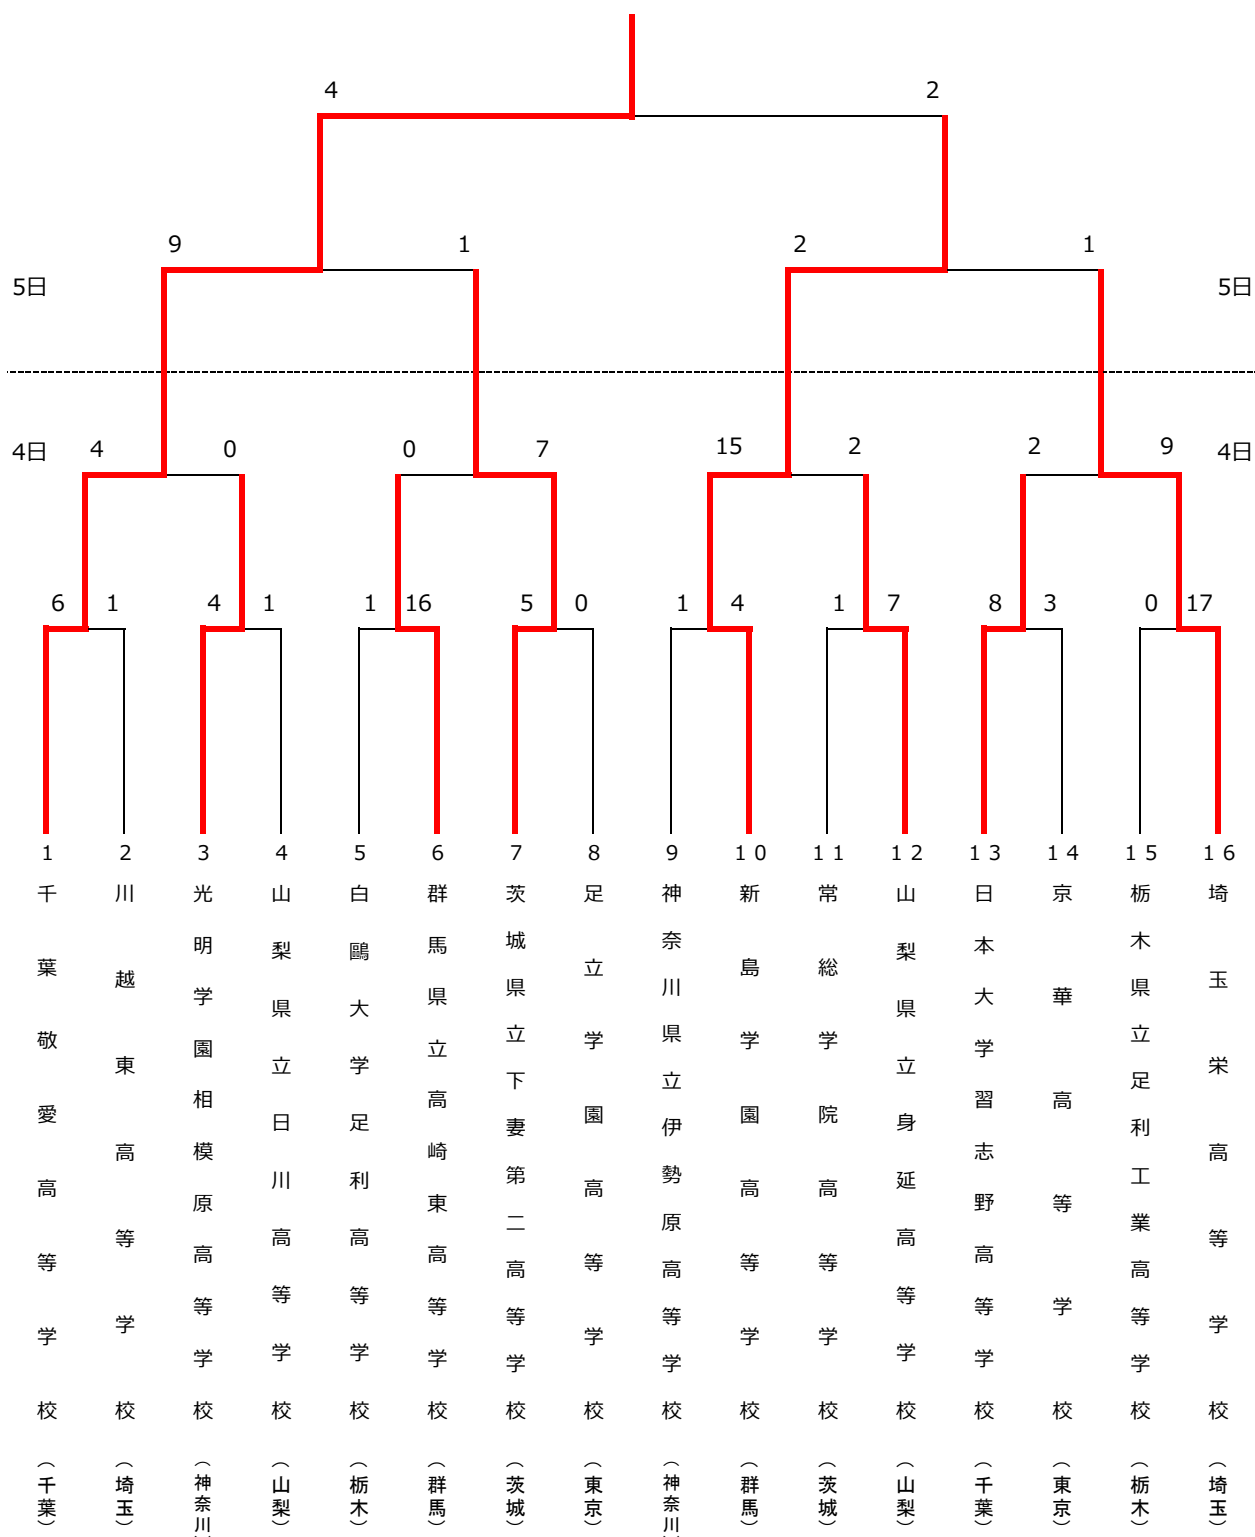 4 2
9 1 2 1
5日 5日
4日 4 0 0 7 15 2 2 9 4日
6 1 4 1 1 16 5 0 1 4 1 7 8 3 0 17
1 2 3 4 5 6 7 8 9 10 11 12 13 14 15 16
千葉敬愛高等学校（千葉）
川越東高等学校（埼玉）
光明学園相模原高等学校（神奈川）
山梨県立日川高等学校（山梨）
白鷗大学足利高等学校（栃木）
群馬県立高崎東高等学校（群馬）
茨城県立下妻第二高等学校（茨城）
足立学園高等学校（東京）
神奈川県立伊勢原高等学校（神奈川）
新島学園高等学校（群馬）
常総学院高等学校（茨城）
山梨県立身延高等学校（山梨）
日本大学習志野高等学校（千葉）
京華高等学校（東京）
栃木県立足利工業高等学校（栃木）
埼玉栄高等学校（埼玉）